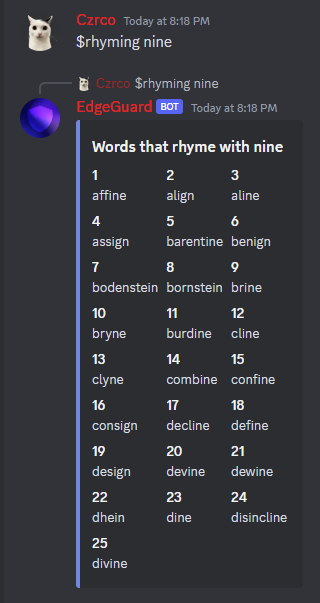 Czrco Today at 8:18 PM
$rhyming nine
Czrco $rhyming nine
EdgeGuard BOT Today at 8:18 PM
Words that rhyme with nine
1 2 3
affine align aline
4 5 6
assign barentine benign
7 8 9
bodenstein bornstein brine
10 11 12
bryne burdine cline
13 14 15
clyne combine confine
16 17 18
consign decline define
19 20 21
design devine dewine
22 23 24
dhein dine disincline
25
divine